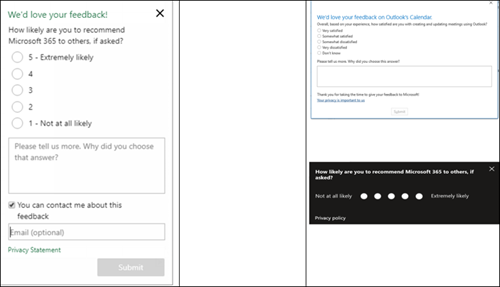 We'd love your feedback!
How likely are you to recommend
Microsoft 365 to others, if asked?
5 - Extremely likely
4
3
2
1 - Not at all likely
Please tell us more. Why did you choose
that answer?
You can contact me about this
feedback
Email (optional)
Privacy Statement
Submit
We'd love your feedback on Outlook's Calendar.
Overall, based on your experience, how satisfied are you with creating and updating meetings using Outlook?
Very satisfied
Somewhat satisfied
Somewhat dissatisfied
Very dissatisfied
Don't know
Please tell us more. Why did you choose this answer?
Thank you for taking the time to give your feedback to Microsoft!
Your privacy is important to us
Submit
How likely are you to recommend Microsoft 365 to others, if
asked?
Not at all likely Extremely likely
Privacy policy